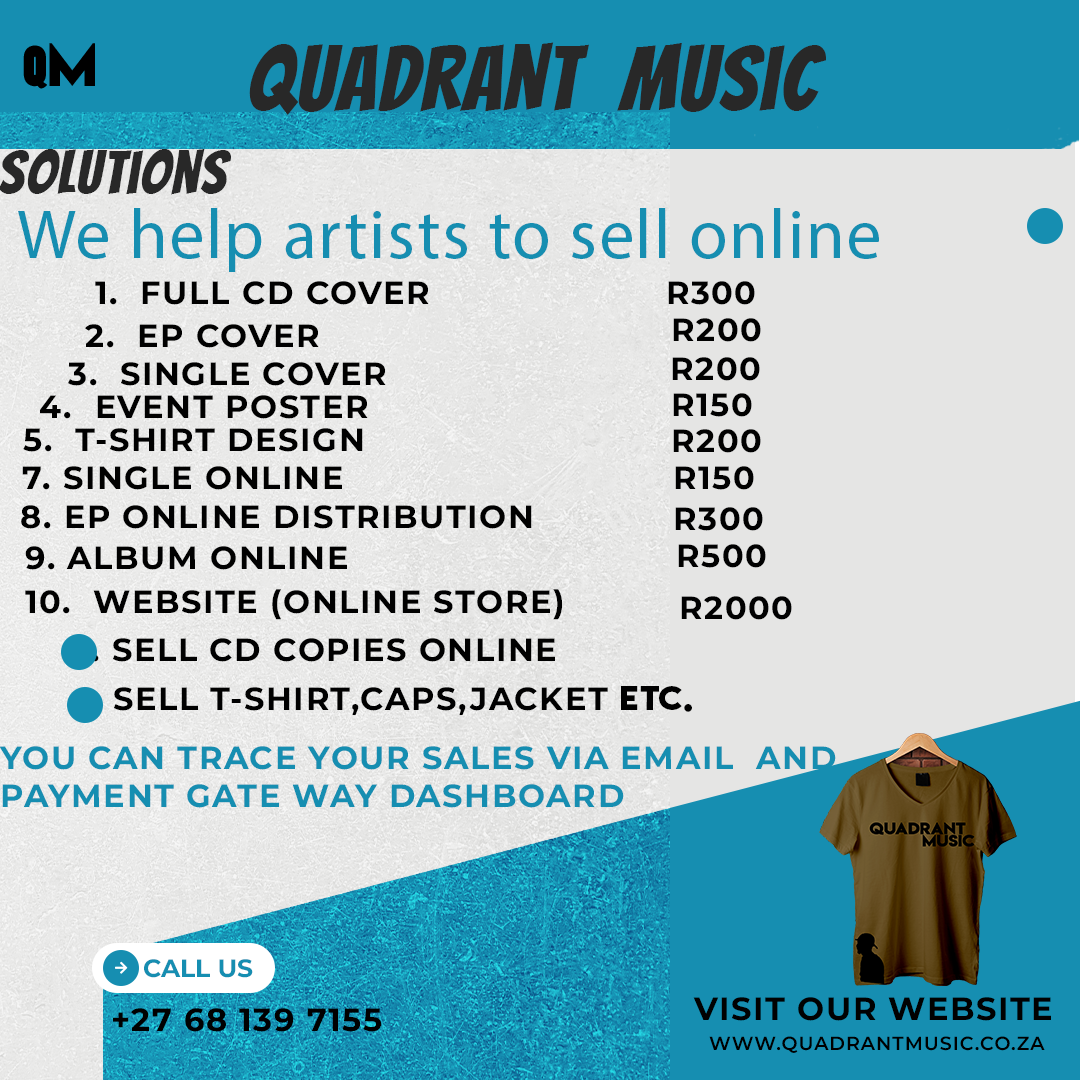 QM
QUADRANT MUSIC
SOLUTIONS
We help artists to sell online
1. FULL CD COVER R300
2. EP COVER R200
3. SINGLE COVER R200
4. EVENT POSTER R150
5. T-SHIRT DESIGN R200
7. SINGLE ONLINE R150
8. EP ONLINE DISTRIBUTION R300
9. ALBUM ONLINE R500
10. WEBSITE (ONLINE STORE) R2000
. SELL CD COPIES ONLINE
SELL T-SHIRT,CAPS,JACKET ETC.
YOU CAN TRACE YOUR SALES VIA EMAIL AND
PAYMENT GATE WAY DASHBOARD
QUADRANT
MUSIC
CALL US
+27 68 139 7155
VISIT OUR WEBSITE
WWW.QUADRANTMUSIC.CO.ZA